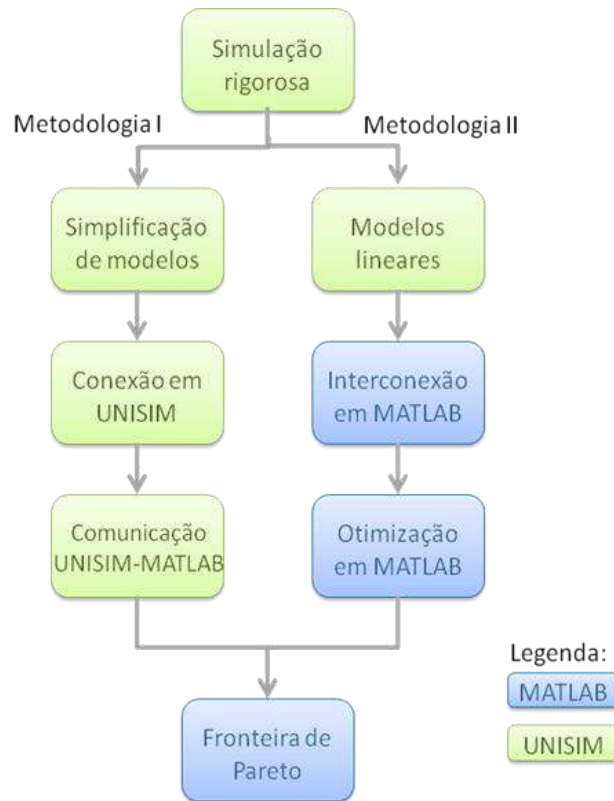 Simulação
rigorosa
Metodologia I
Metodologia II
Simplificação
de modelos
Modelos
lineares
Conexão em
UNISIM
Interconexão
em MATLAB
Comunicação
UNISIM-MATLAB
Otimização
em MATLAB
Fronteira de
Pareto
Legenda:
MATLAB
UNISIM